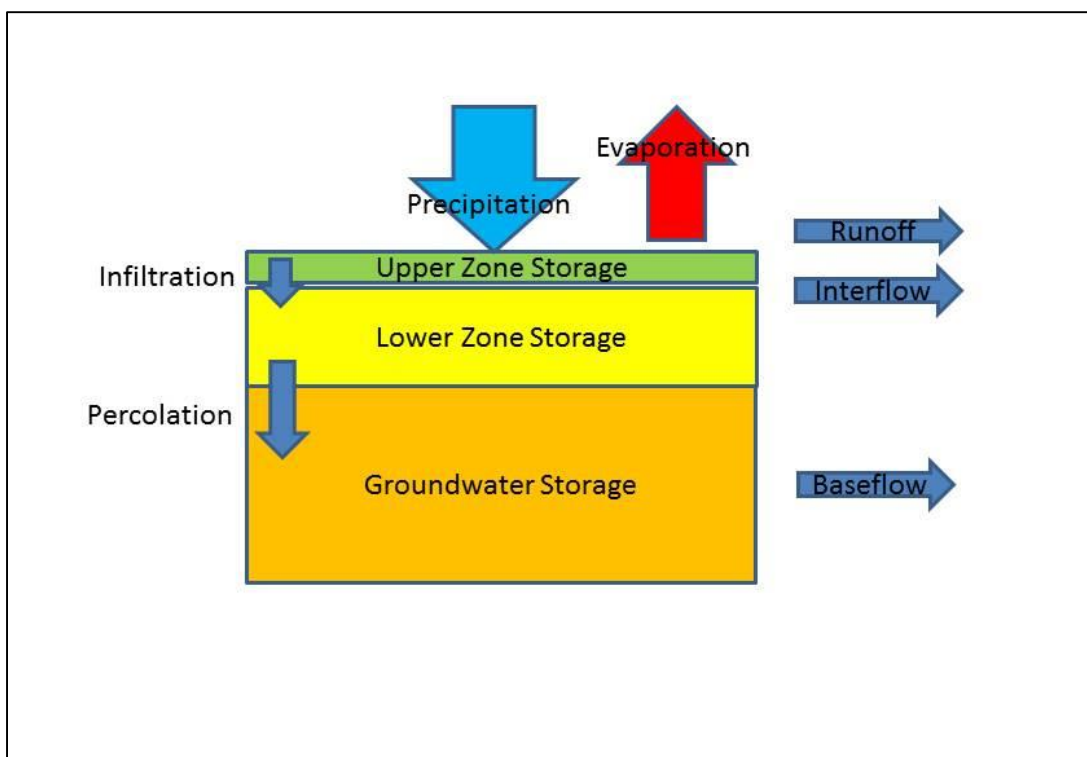 Evaporation
Precipitation
Runoff
Upper Zone Storage
Infiltration
Interflow
Lower Zone Storage
Percolation
Groundwater Storage
Baseflow